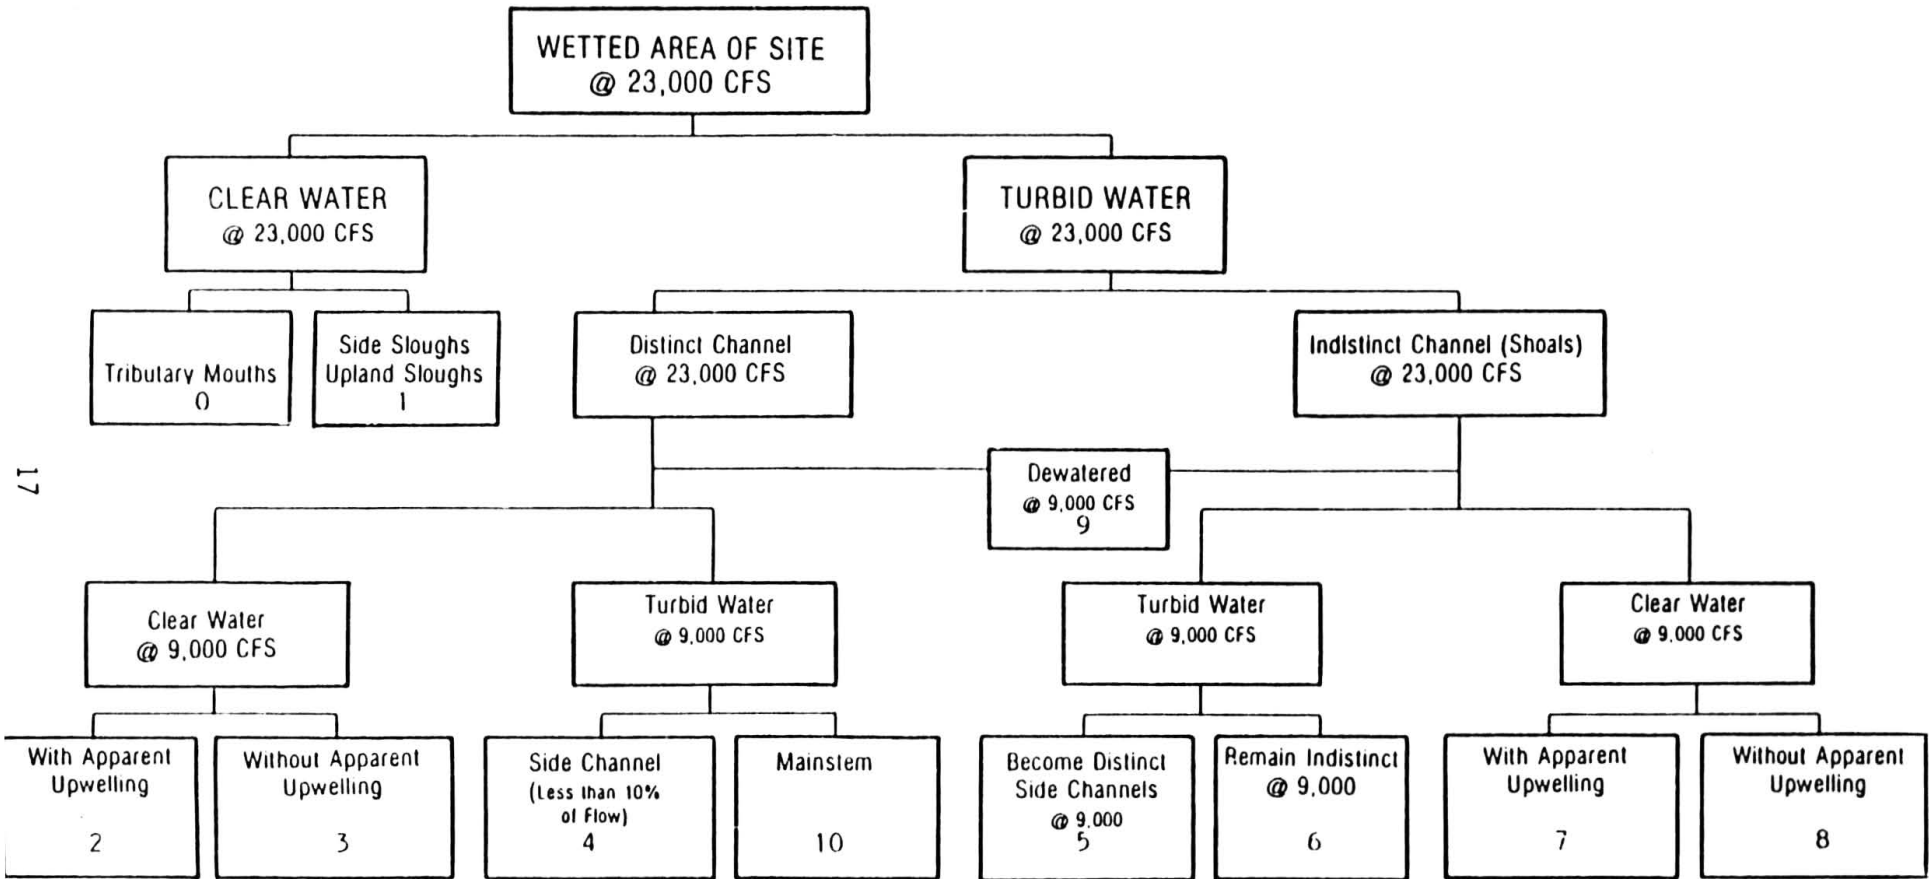 WETTED AREA OF SITE
@ 23,000 CFS
CLEAR WATER
@ 23,000 CFS
TURBID WATER
@ 23,000 CFS
Tributary Mouths
0
Side Sloughs
Upland Sloughs
1
Distinct Channel
@ 23,000 CFS
Indistinct Channel (Shoals)
@ 23,000 CFS
Dewatered
@ 9,000 CFS
9
17
Clear Water
@ 9,000 CFS
Turbid Water
@ 9,000 CFS
Turbid Water
@ 9,000 CFS
Clear Water
@ 9,000 CFS
With Apparent
Upwelling
2
Without Apparent
Upwelling
3
Side Channel
(Less than 10%
of Flow)
4
Mainstem
10
Become Distinct
Side Channels
@ 9,000
5
Remain Indistinct
@ 9,000
6
With Apparent
Upwelling
7
Without Apparent
Upwelling
8